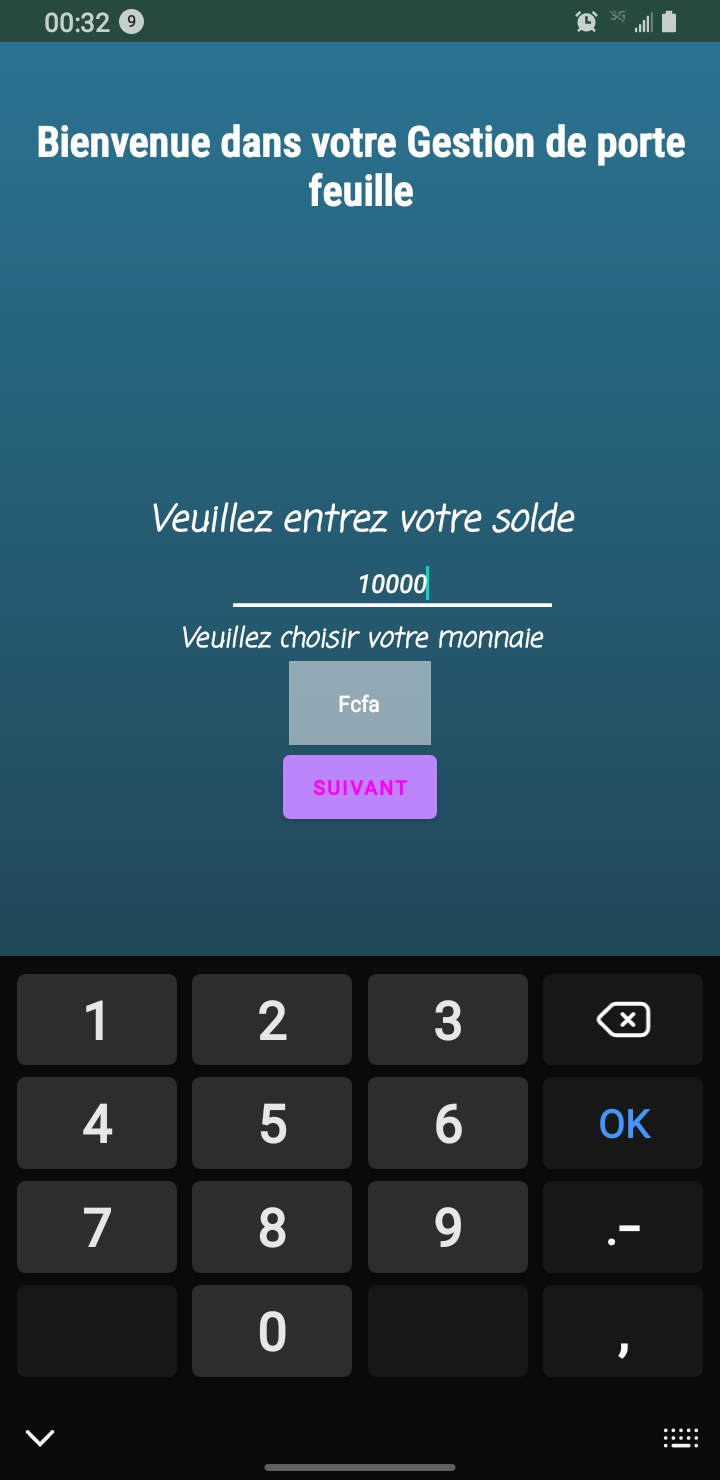 00:32 9
3G
Bienvenue dans votre Gestion de porte
feuille
Veuillez entrez votre solde
10000
Veuillez choisir votre monnaie
Fcfa
SUIVANT
1 2 3
4 5 6 OK
7 8 9 .-
0 ,